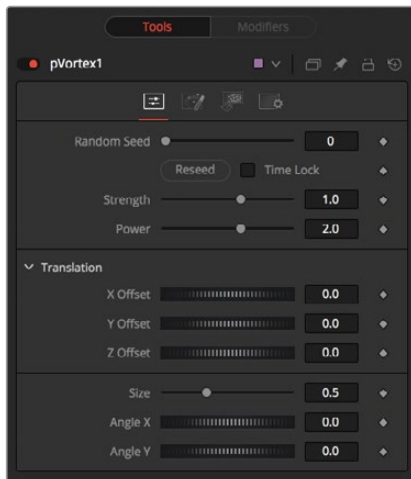 Tools Modifiers
pVortex1
Random Seed 0
Reseed Time Lock
Strength 1.0
Power 2.0
Translation
X Offset 0.0
Y Offset 0.0
Z Offset 0.0
Size 0.5
Angle X 0.0
Angle Y 0.0